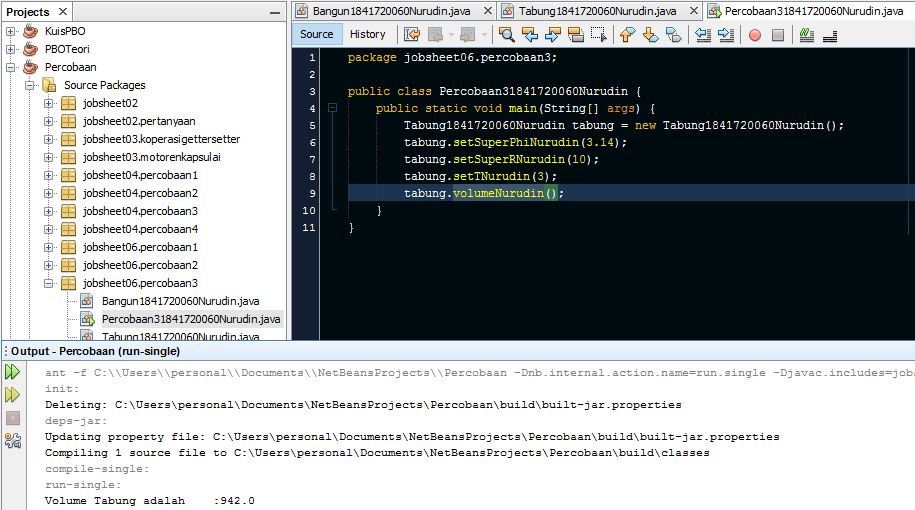 Projects
KuisPBO
PBOTeori
Percobaan
Source Packages
jobsheet02
jobsheet02.pertanyaan
jobsheet03.koperasigettersetter
jobsheet03.motorenkapsulai
jobsheet04.percobaan1
jobsheet04.percobaan2
jobsheet04.percobaan3
jobsheet04.percobaan4
jobsheet06.percobaan1
jobsheet06.percobaan2
jobsheet06.percobaan3
Bangun1841720060Nurudin.java
Percobaan31841720060Nurudin.java
Tabung1841720060Nurudin.java
Bangun1841720060Nurudin.java Tabung1841720060Nurudin.java Percobaan31841720060Nurudin.java
Source History
1 package jobsheet06.percobaan3;
2
3 public class Percobaan31841720060Nurudin {
4 public static void main(String[] args) {
5 Tabung1841720060Nurudin tabung = new Tabung1841720060Nurudin();
6 tabung.setSuperPhiNurudin(3.14);
7 tabung.setSuperRNurudin(10);
8 tabung.setTNurudin(3);
9 tabung.volumeNurudin();
10 }
11 }
Output - Percobaan (run-single)
ant -f C:\\Users\\personal\\Documents\\NetBeansProjects\\Percobaan -Dnb.internal.action.name=run.single -Djavac.includes=jobs
init:
Deleting: C:\Users\personal\Documents\NetBeansProjects\Percobaan\build\built-jar.properties
deps-jar:
Updating property file: C:\Users\personal\Documents\NetBeansProjects\Percobaan\build\built-jar.properties
Compiling 1 source file to C:\Users\personal\Documents\NetBeansProjects\Percobaan\build\classes
compile-single:
run-single:
Volume Tabung adalah :942.0